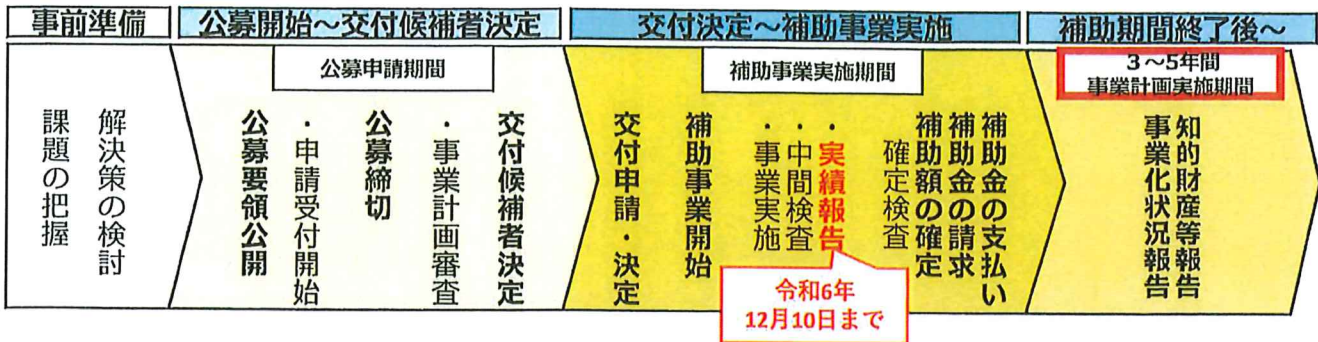 事前準備
公募開始～交付候補者決定
交付決定～補助事業実施
補助期間終了後～
公募申請期間
補助事業実施期間
３～5年間
事業計画実施期間
課題の把握
解決策の検討
公募要領公開
・申請受付開始
公募締切
・事業計画審査
交付候補者決定
交付申請・決定
補助事業開始
・事業実施
・中間検査
・実績報告
確定検査
補助額の確定
補助金の請求
補助金の支払い
事業化状況報告
知的財産等報告
令和6年
12月10日まで